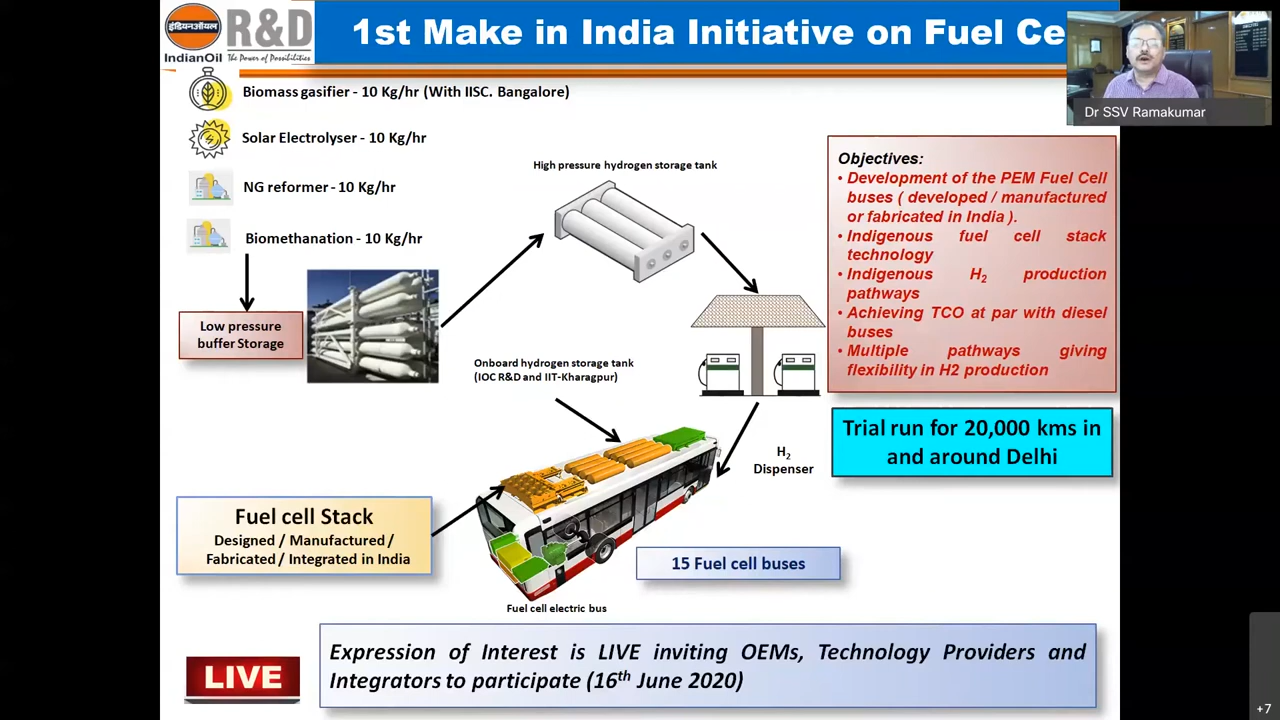 इंडियनऑयल
IndianOil
R&D
The Power of Possibilities
1st Make in India Initiative on Fuel Ce
Dr SSV Ramakumar
Biomass gasifier - 10 Kg/hr (With IISC. Bangalore)
Solar Electrolyser - 10 Kg/hr
NG reformer - 10 Kg/hr
Biomethanation - 10 Kg/hr
Low pressure
buffer Storage
High pressure hydrogen storage tank
Onboard hydrogen storage tank
(IOC R&D and IIT-Kharagpur)
H2
Dispenser
Objectives:
• Development of the PEM Fuel Cell
buses ( developed / manufactured
or fabricated in India ).
• Indigenous fuel cell stack
technology
• Indigenous H2 production
pathways
• Achieving TCO at par with diesel
buses
• Multiple pathways giving
flexibility in H2 production
Trial run for 20,000 kms in
and around Delhi
Fuel cell Stack
Designed / Manufactured /
Fabricated / Integrated in India
15 Fuel cell buses
Fuel cell electric bus
LIVE
Expression of Interest is LIVE inviting OEMs, Technology Providers and
Integrators to participate (16th June 2020)
+7